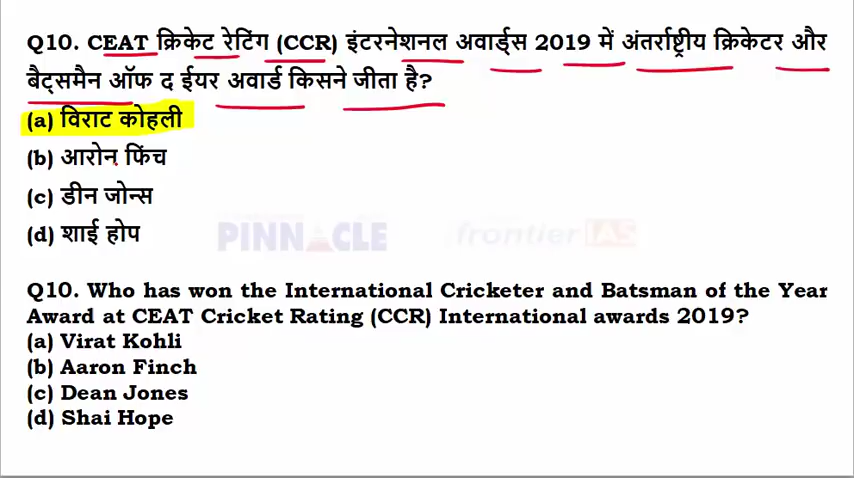 Q10. CEAT क्रिकेट रेटिंग (CCR) इंटरनेशनल अवार्ड्स 2019 में अंतर्राष्ट्रीय क्रिकेटर और
बैट्समैन ऑफ द ईयर अवार्ड किसने जीता है?
(a) विराट कोहली
(b) आरोन फिंच
(c) डीन जोन्स
(d) शाई होप
PINNACLE frontier IAS
Q10. Who has won the International Cricketer and Batsman of the Year
Award at CEAT Cricket Rating (CCR) International awards 2019?
(a) Virat Kohli
(b) Aaron Finch
(c) Dean Jones
(d) Shai Hope